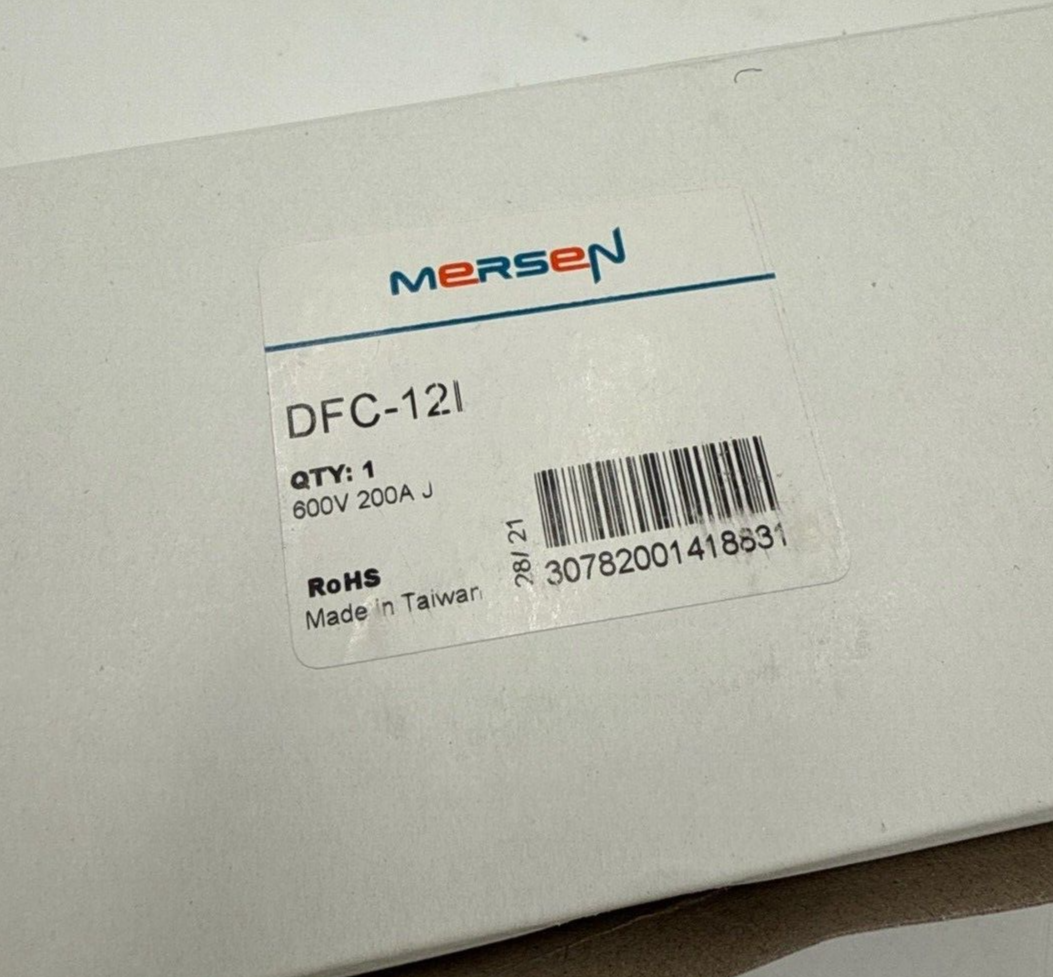 MERSEN
DFC-12I
QTY: 1
600V 200A J
28/ 21
30782001418831
RoHS
Made in Taiwan